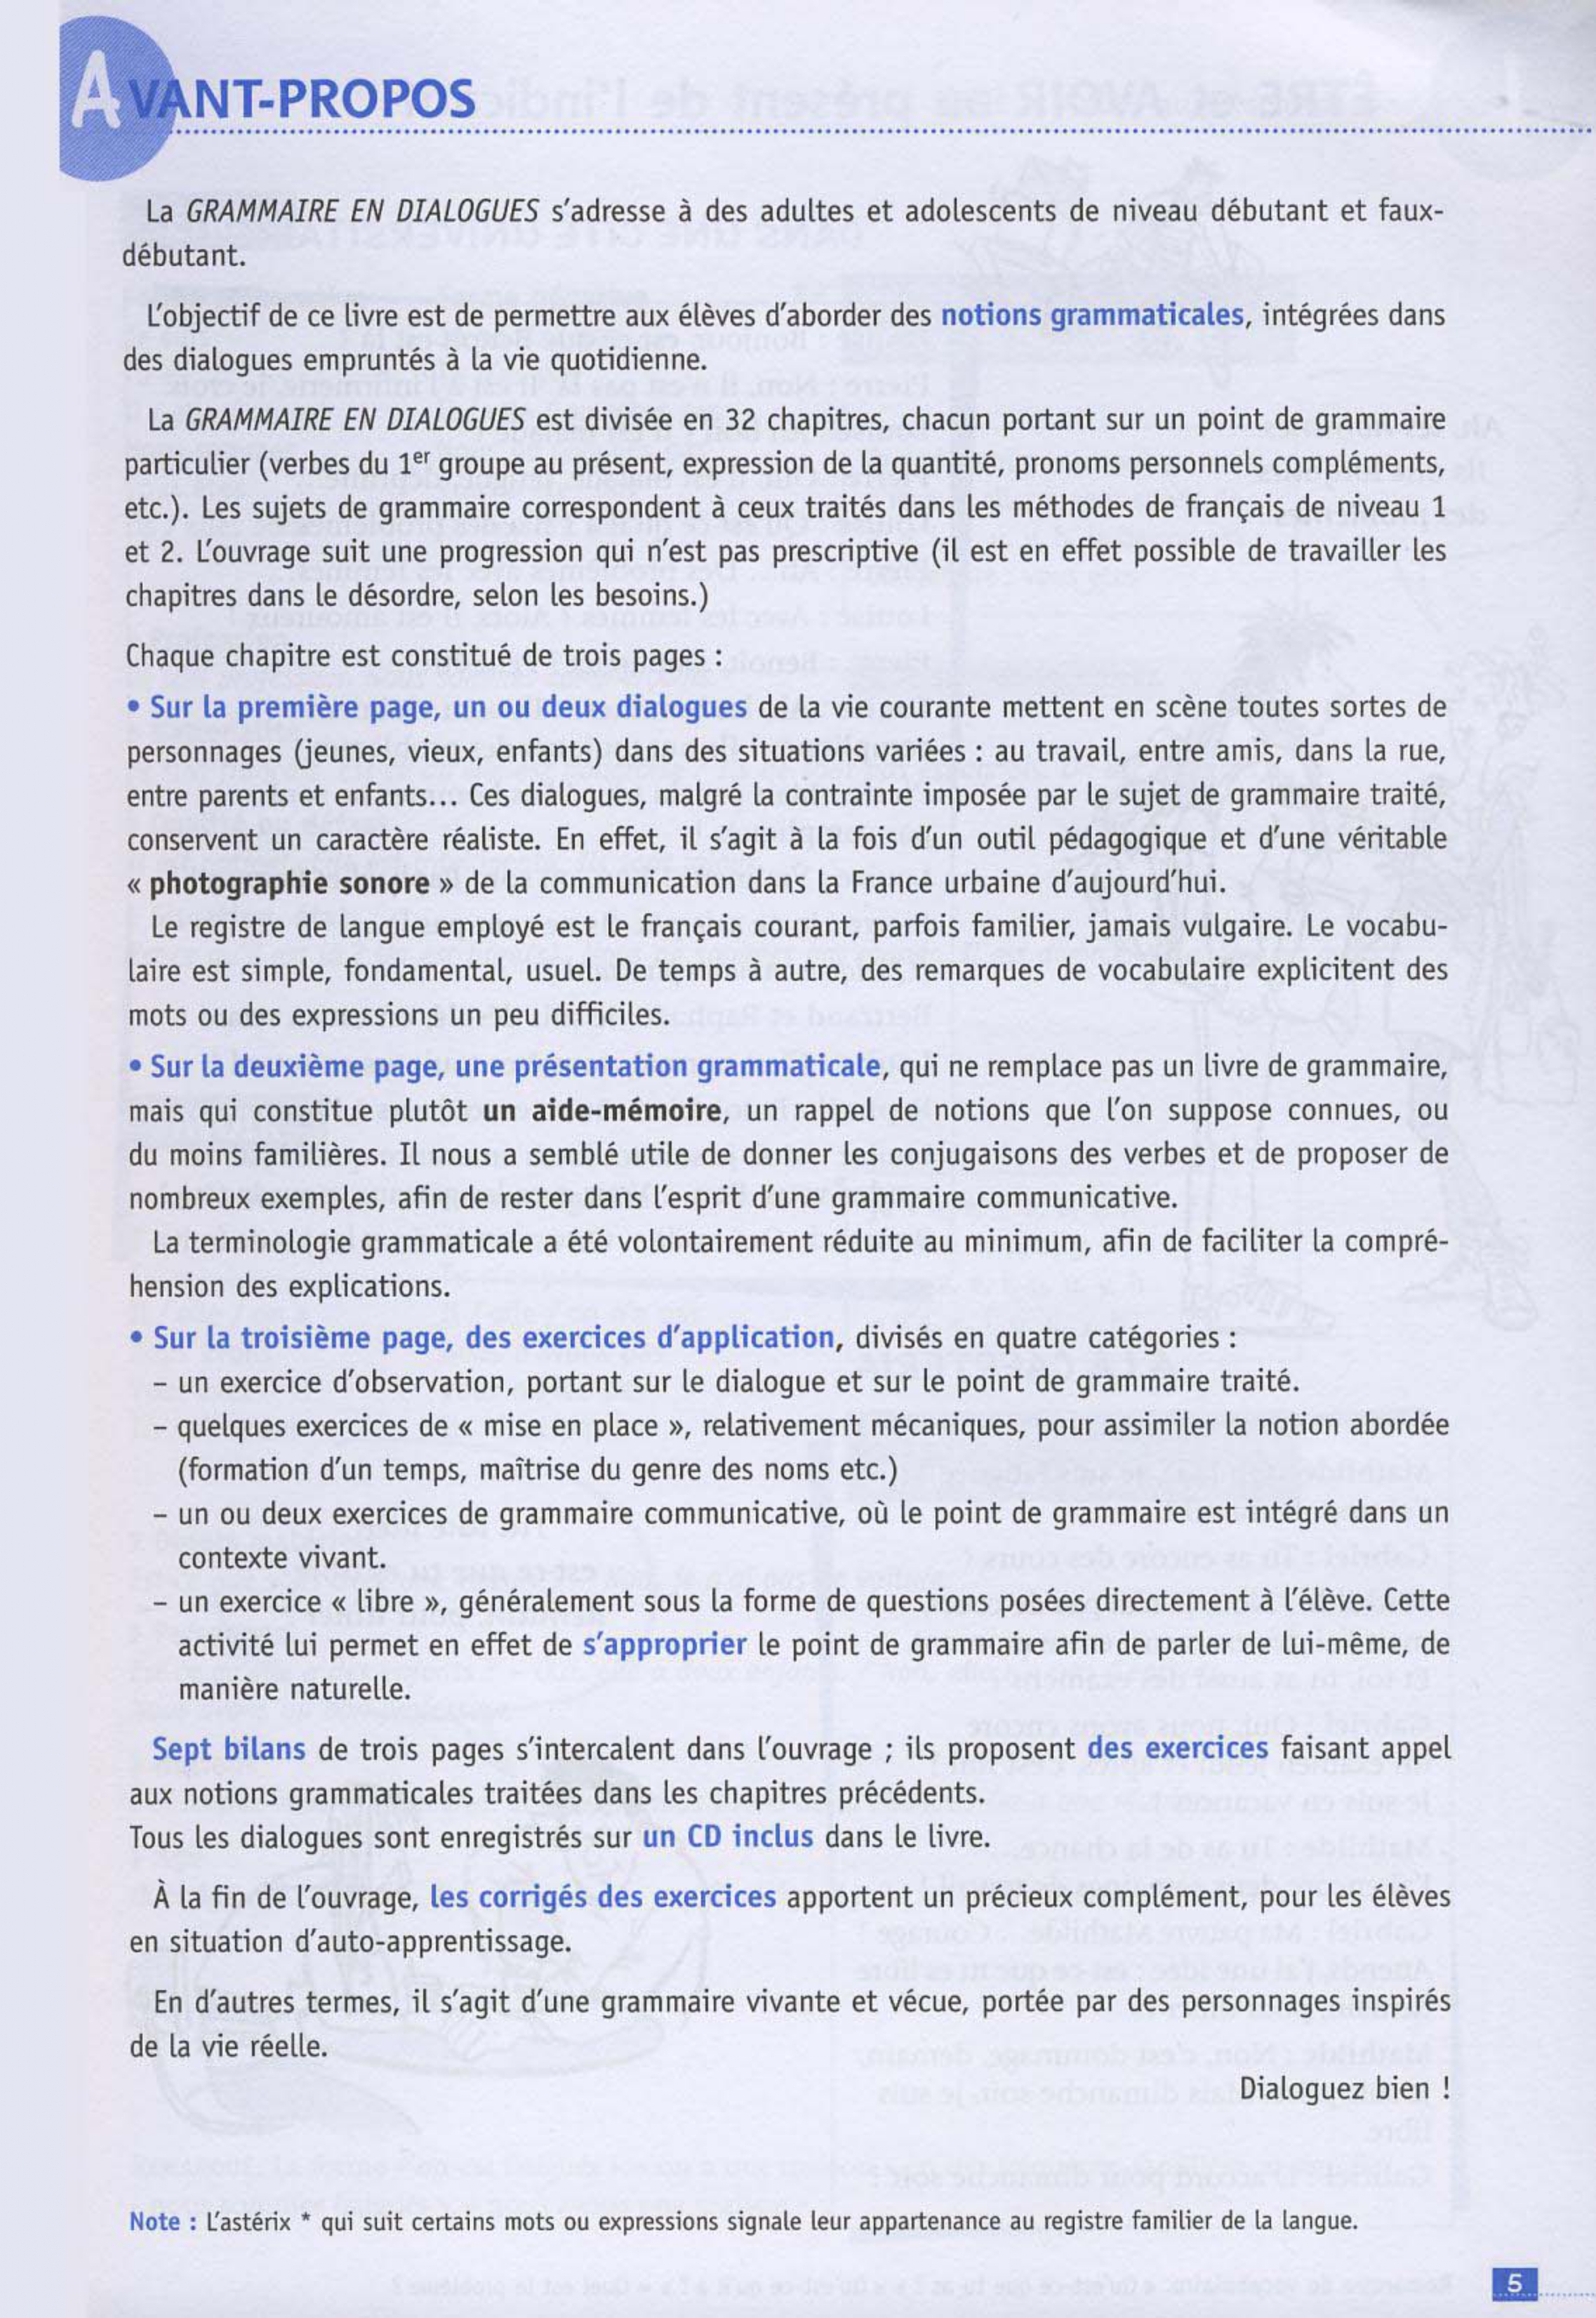 AVANT-PROPOS
La GRAMMAIRE EN DIALOGUES s'adresse à des adultes et adolescents de niveau débutant et faux-
débutant.
L'objectif de ce livre est de permettre aux élèves d'aborder des notions grammaticales, intégrées dans
des dialogues empruntés à la vie quotidienne.
La GRAMMAIRE EN DIALOGUES est divisée en 32 chapitres, chacun portant sur un point de grammaire
particulier (verbes du 1er groupe au présent, expression de la quantité, pronoms personnels compléments,
etc.). Les sujets de grammaire correspondent à ceux traités dans les méthodes de français de niveau 1
et 2. L'ouvrage suit une progression qui n'est pas prescriptive (il est en effet possible de travailler les
chapitres dans le désordre, selon les besoins.)
Chaque chapitre est constitué de trois pages :
• Sur la première page, un ou deux dialogues de la vie courante mettent en scène toutes sortes de
personnages (jeunes, vieux, enfants) dans des situations variées : au travail, entre amis, dans la rue,
entre parents et enfants... Ces dialogues, malgré la contrainte imposée par le sujet de grammaire traité,
conservent un caractère réaliste. En effet, il s'agit à la fois d'un outil pédagogique et d'une véritable
« photographie sonore » de la communication dans la France urbaine d'aujourd'hui.
Le registre de langue employé est le français courant, parfois familier, jamais vulgaire. Le vocabu-
laire est simple, fondamental, usuel. De temps à autre, des remarques de vocabulaire explicitent des
mots ou des expressions un peu difficiles.
• Sur la deuxième page, une présentation grammaticale, qui ne remplace pas un livre de grammaire,
mais qui constitue plutôt un aide-mémoire, un rappel de notions que l'on suppose connues, ou
du moins familières. Il nous a semblé utile de donner les conjugaisons des verbes et de proposer de
nombreux exemples, afin de rester dans l'esprit d'une grammaire communicative.
La terminologie grammaticale a été volontairement réduite au minimum, afin de faciliter la compré-
hension des explications.
• Sur la troisième page, des exercices d'application, divisés en quatre catégories :
– un exercice d'observation, portant sur le dialogue et sur le point de grammaire traité.
– quelques exercices de « mise en place », relativement mécaniques, pour assimiler la notion abordée
(formation d'un temps, maîtrise du genre des noms etc.)
– un ou deux exercices de grammaire communicative, où le point de grammaire est intégré dans un
contexte vivant.
– un exercice « libre », généralement sous la forme de questions posées directement à l'élève. Cette
activité lui permet en effet de s'approprier le point de grammaire afin de parler de lui-même, de
manière naturelle.
Sept bilans de trois pages s'intercalent dans l'ouvrage ; ils proposent des exercices faisant appel
aux notions grammaticales traitées dans les chapitres précédents.
Tous les dialogues sont enregistrés sur un CD inclus dans le livre.
À la fin de l'ouvrage, les corrigés des exercices apportent un précieux complément, pour les élèves
en situation d'auto-apprentissage.
En d'autres termes, il s'agit d'une grammaire vivante et vécue, portée par des personnages inspirés
de la vie réelle.
Dialoguez bien !
Note : L'astérix * qui suit certains mots ou expressions signale leur appartenance au registre familier de la langue.
5